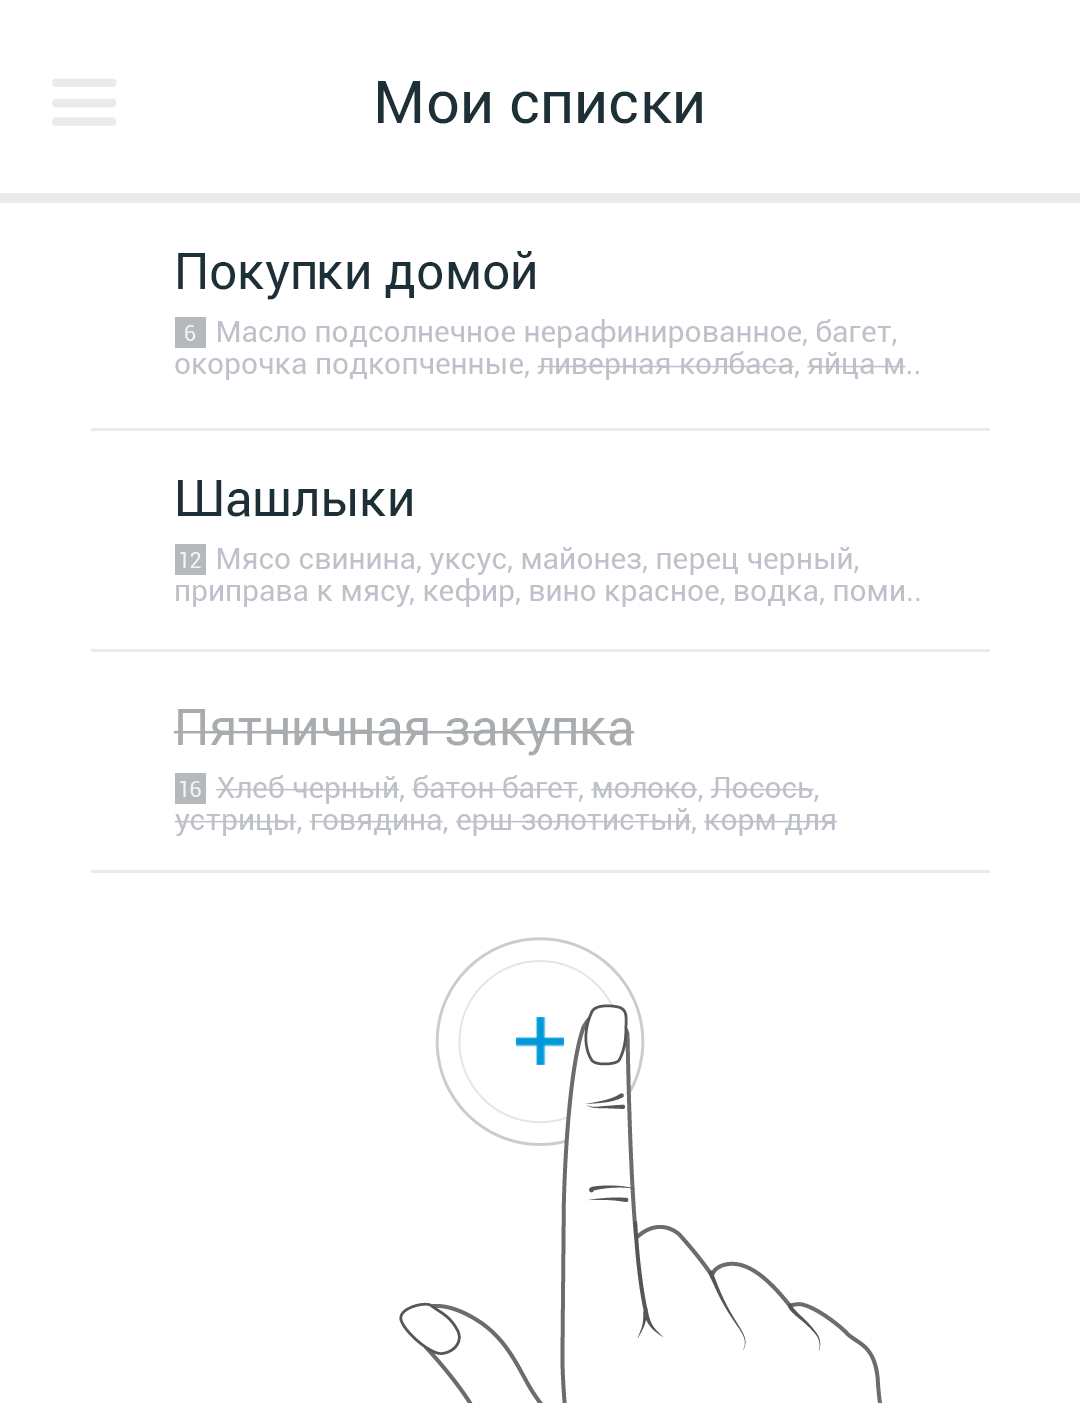 Мои списки
Покупки домой
6 Масло подсолнечное нерафинированное, багет,
окорочка подкопченные, ливерная колбаса, яйца м..
Шашлыки
12 Мясо свинина, уксус, майонез, перец черный,
приправа к мясу, кефир, вино красное, водка, поми..
Пятничная закупка
16 Хлеб черный, батон багет, молоко, Лосось,
устрицы, говядина, ерш золотистый, корм для